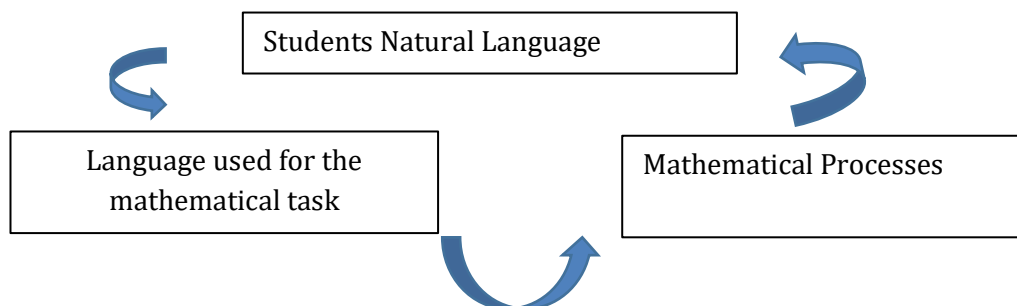 Students Natural Language
Language used for the
mathematical task
Mathematical Processes